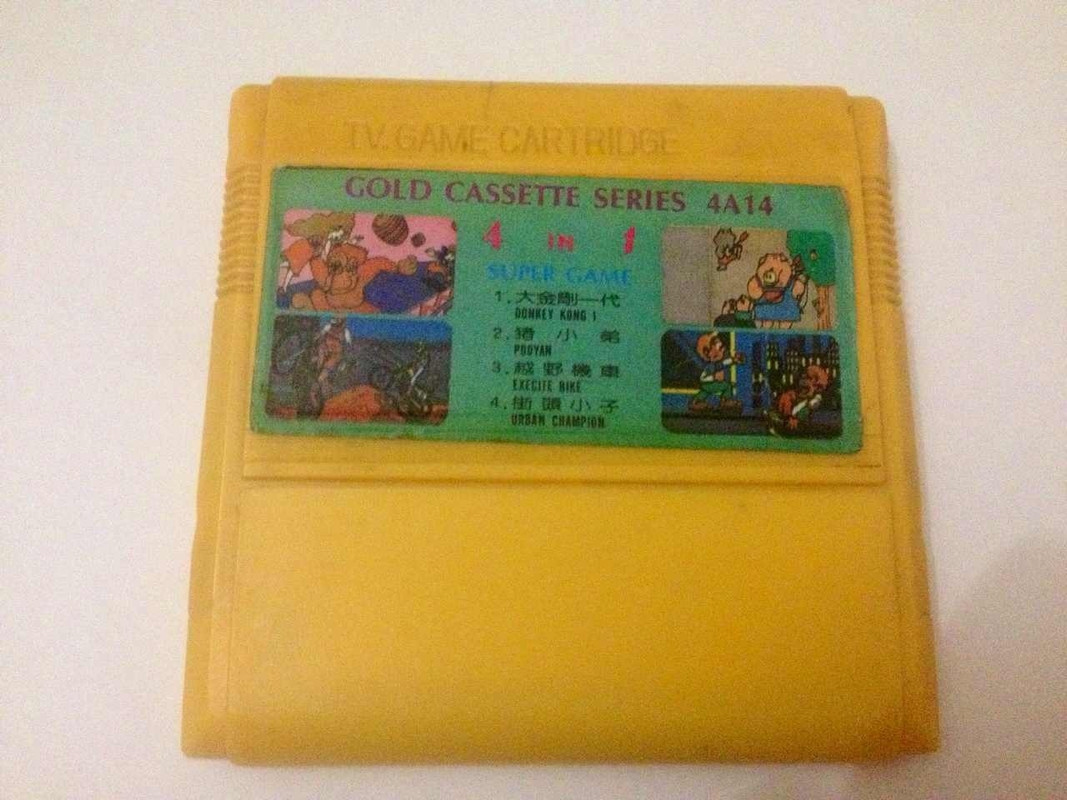 TV. GAME CARTRIDGE
GOLD CASSETTE SERIES 4A14
4 IN 1
SUPER GAME
1. 大金剛一代
DONKEY KONG 1
2. 豬小弟
POOYAN
3. 越野機車
EXECITE BIKE
4. 街頭小子
URBAN CHAMPION